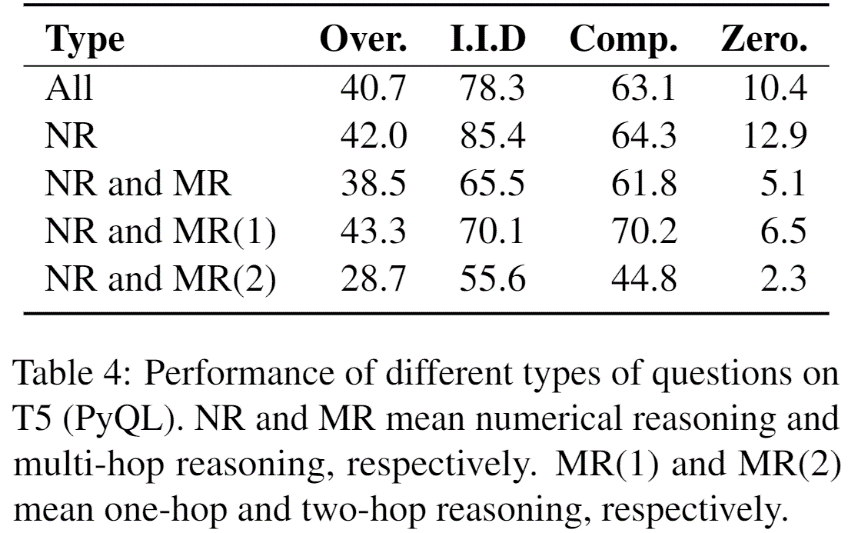 Type Over. I.I.D Comp. Zero.
All 40.7 78.3 63.1 10.4
NR 42.0 85.4 64.3 12.9
NR and MR 38.5 65.5 61.8 5.1
NR and MR(1) 43.3 70.1 70.2 6.5
NR and MR(2) 28.7 55.6 44.8 2.3
Table 4: Performance of different types of questions on
T5 (PyQL). NR and MR mean numerical reasoning and
multi-hop reasoning, respectively. MR(1) and MR(2)
mean one-hop and two-hop reasoning, respectively.